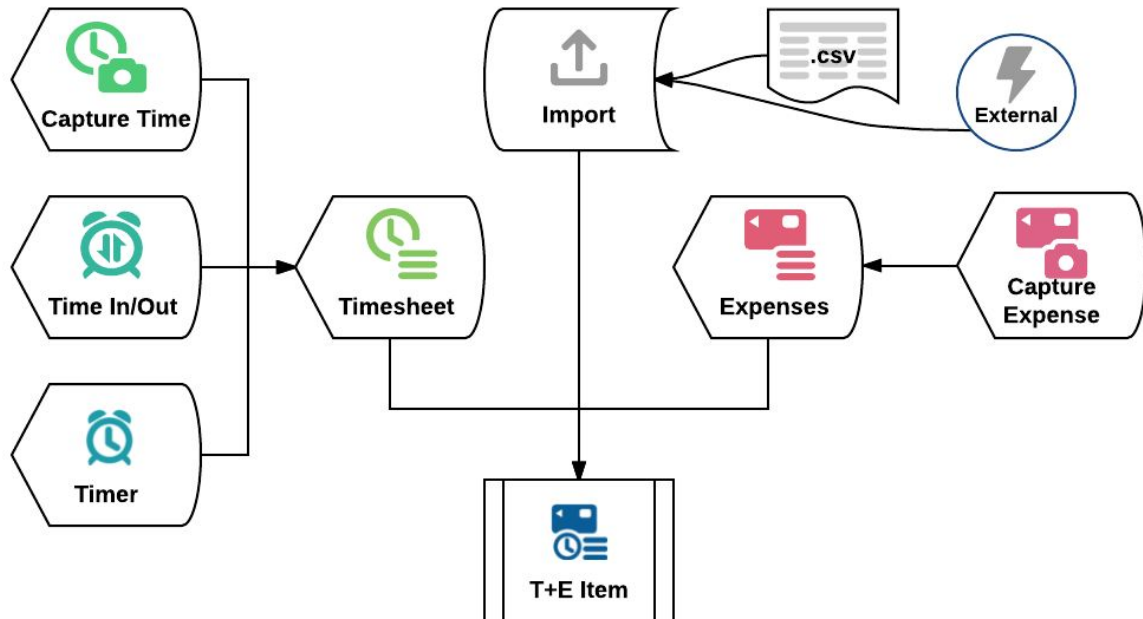 Capture Time
Import
.csv
External
Time In/Out
Timesheet
Expenses
Capture
Expense
Timer
T+E Item